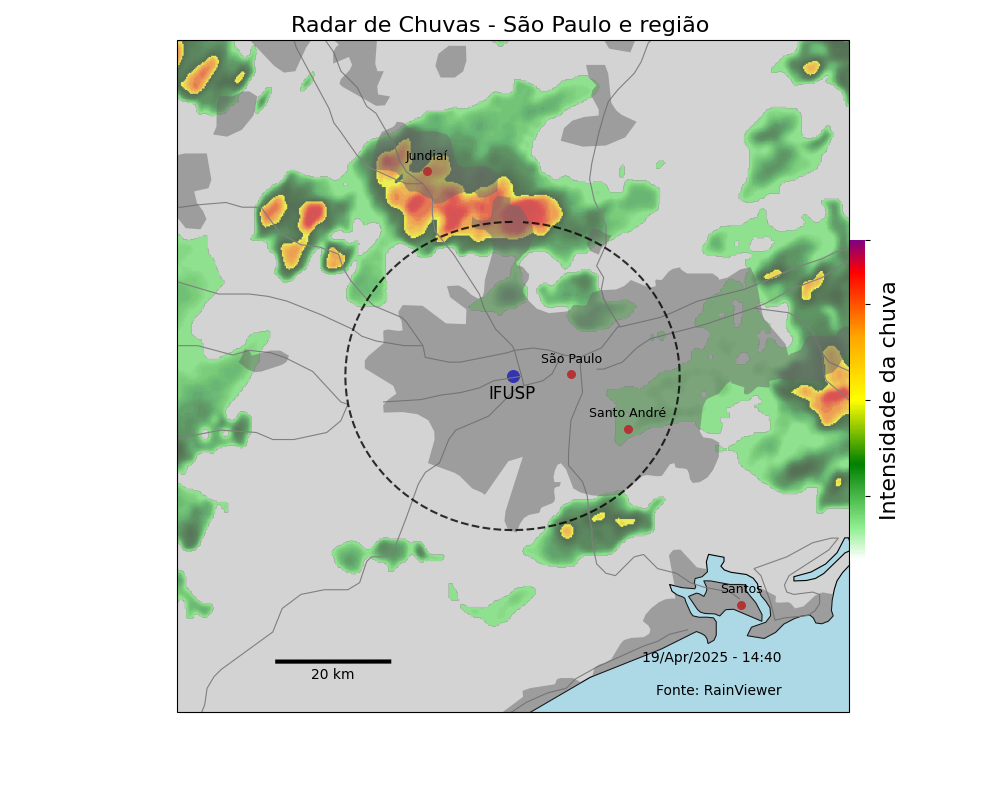 Radar de Chuvas - São Paulo e região
Jundiaí
São Paulo
IFUSP
Santo André
Intensidade da chuva
Santos
19/Apr/2025 - 14:40
20 km
Fonte: RainViewer